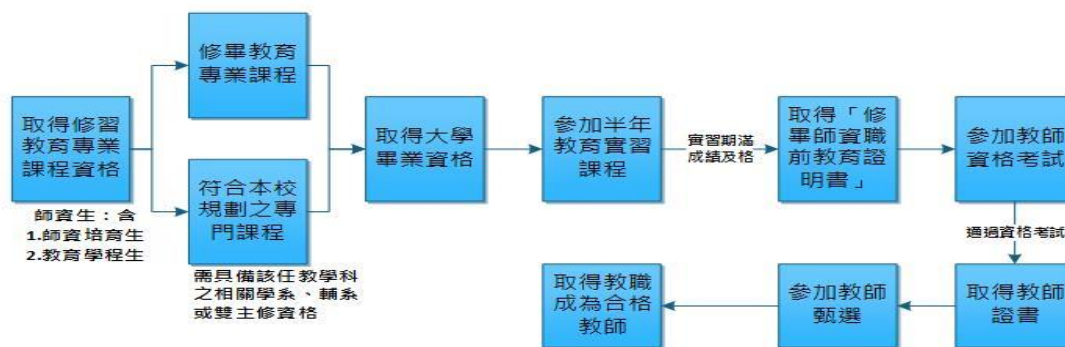 取得修習
教育專業
課程資格
師資生：含
1.師資培育生
2.教育學程生
修畢教育
專業課程
符合本校
規劃之專
門課程
需具備該任教學科
之相關學系、輔系
或雙主修資格
取得大學
畢業資格
參加半年
教育實習
課程
實習期滿
成績及格
取得「修
畢師資職
前教育證
明書」
參加教師
資格考試
通過資格考試
取得教師
證書
參加教師
甄選
取得教職
成為合格
教師